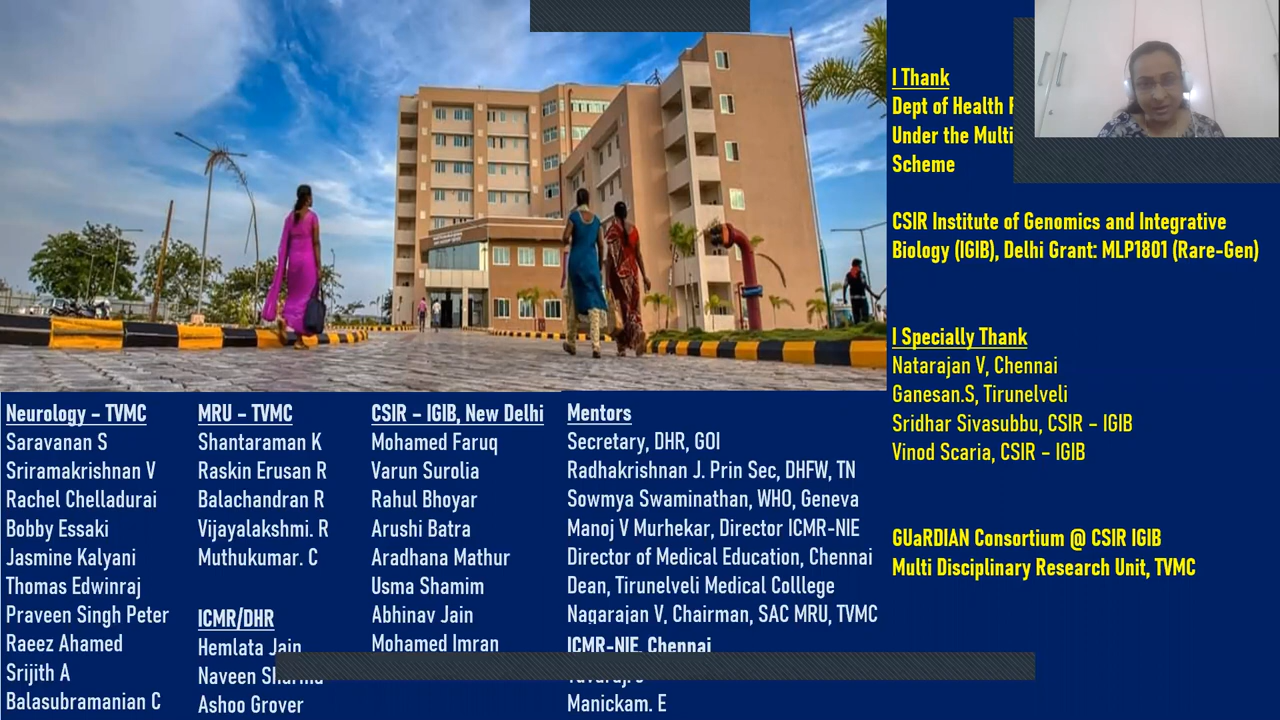 I Thank
Dept of Health
Under the Multi
Scheme
CSIR Institute of Genomics and Integrative
Biology (IGIB), Delhi Grant: MLP1801 (Rare-Gen)
I Specially Thank
Natarajan V, Chennai
Ganesan.S, Tirunelveli
Sridhar Sivasubbu, CSIR – IGIB
Vinod Scaria, CSIR – IGIB
GUaRDIAN Consortium @ CSIR IGIB
Multi Disciplinary Research Unit, TVMC
Neurology – TVMC
Saravanan S
Sriramakrishnan V
Rachel Chelladurai
Bobby Essaki
Jasmine Kalyani
Thomas Edwinraj
Praveen Singh Peter
Raeez Ahamed
Srijith A
Balasubramanian C
MRU – TVMC
Shantaraman K
Raskin Erusan R
Balachandran R
Vijayalakshmi. R
Muthukumar. C
ICMR/DHR
Hemlata Jain
Naveen Sharma
Ashoo Grover
CSIR – IGIB, New Delhi
Mohamed Faruq
Varun Surolia
Rahul Bhoyar
Arushi Batra
Aradhana Mathur
Usma Shamim
Abhinav Jain
Mohamed Imran
Mentors
Secretary, DHR, GOI
Radhakrishnan J. Prin Sec, DHFW, TN
Sowmya Swaminathan, WHO, Geneva
Manoj V Murhekar, Director ICMR-NIE
Director of Medical Education, Chennai
Dean, Tirunelveli Medical Colllege
Nagarajan V, Chairman, SAC MRU, TVMC
ICMR-NIE, Chennai
Manickam. E